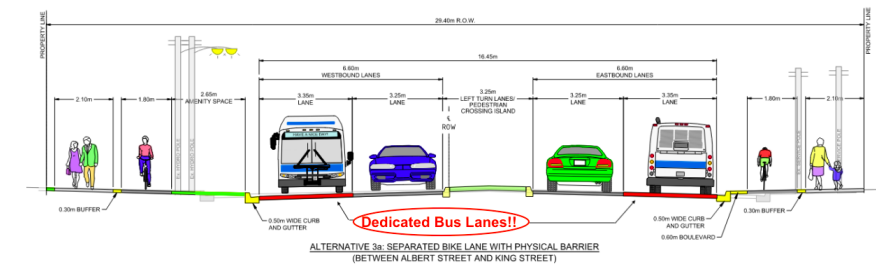 29.40m R.O.W.
PROPERTY LINE
PROPERTY LINE
16.45m
6.60m
WESTBOUND LANES
6.60m
EASTBOUND LANES
2.10m
1.80m
2.65m
AMENITY SPACE
3.35m
LANE
3.25m
LANE
3.25m
LEFT TURN LANES/
PEDESTRIAN
CROSSING ISLAND
3.25m
LANE
3.35m
LANE
1.80m
2.10m
ROW
0.30m BUFFER
0.50m WIDE CURB
AND GUTTER
Dedicated Bus Lanes!!
0.50m WIDE CURB
AND GUTTER
0.60m BOULEVARD
0.30m BUFFER
ALTERNATIVE 3a: SEPARATED BIKE LANE WITH PHYSICAL BARRIER
(BETWEEN ALBERT STREET AND KING STREET)